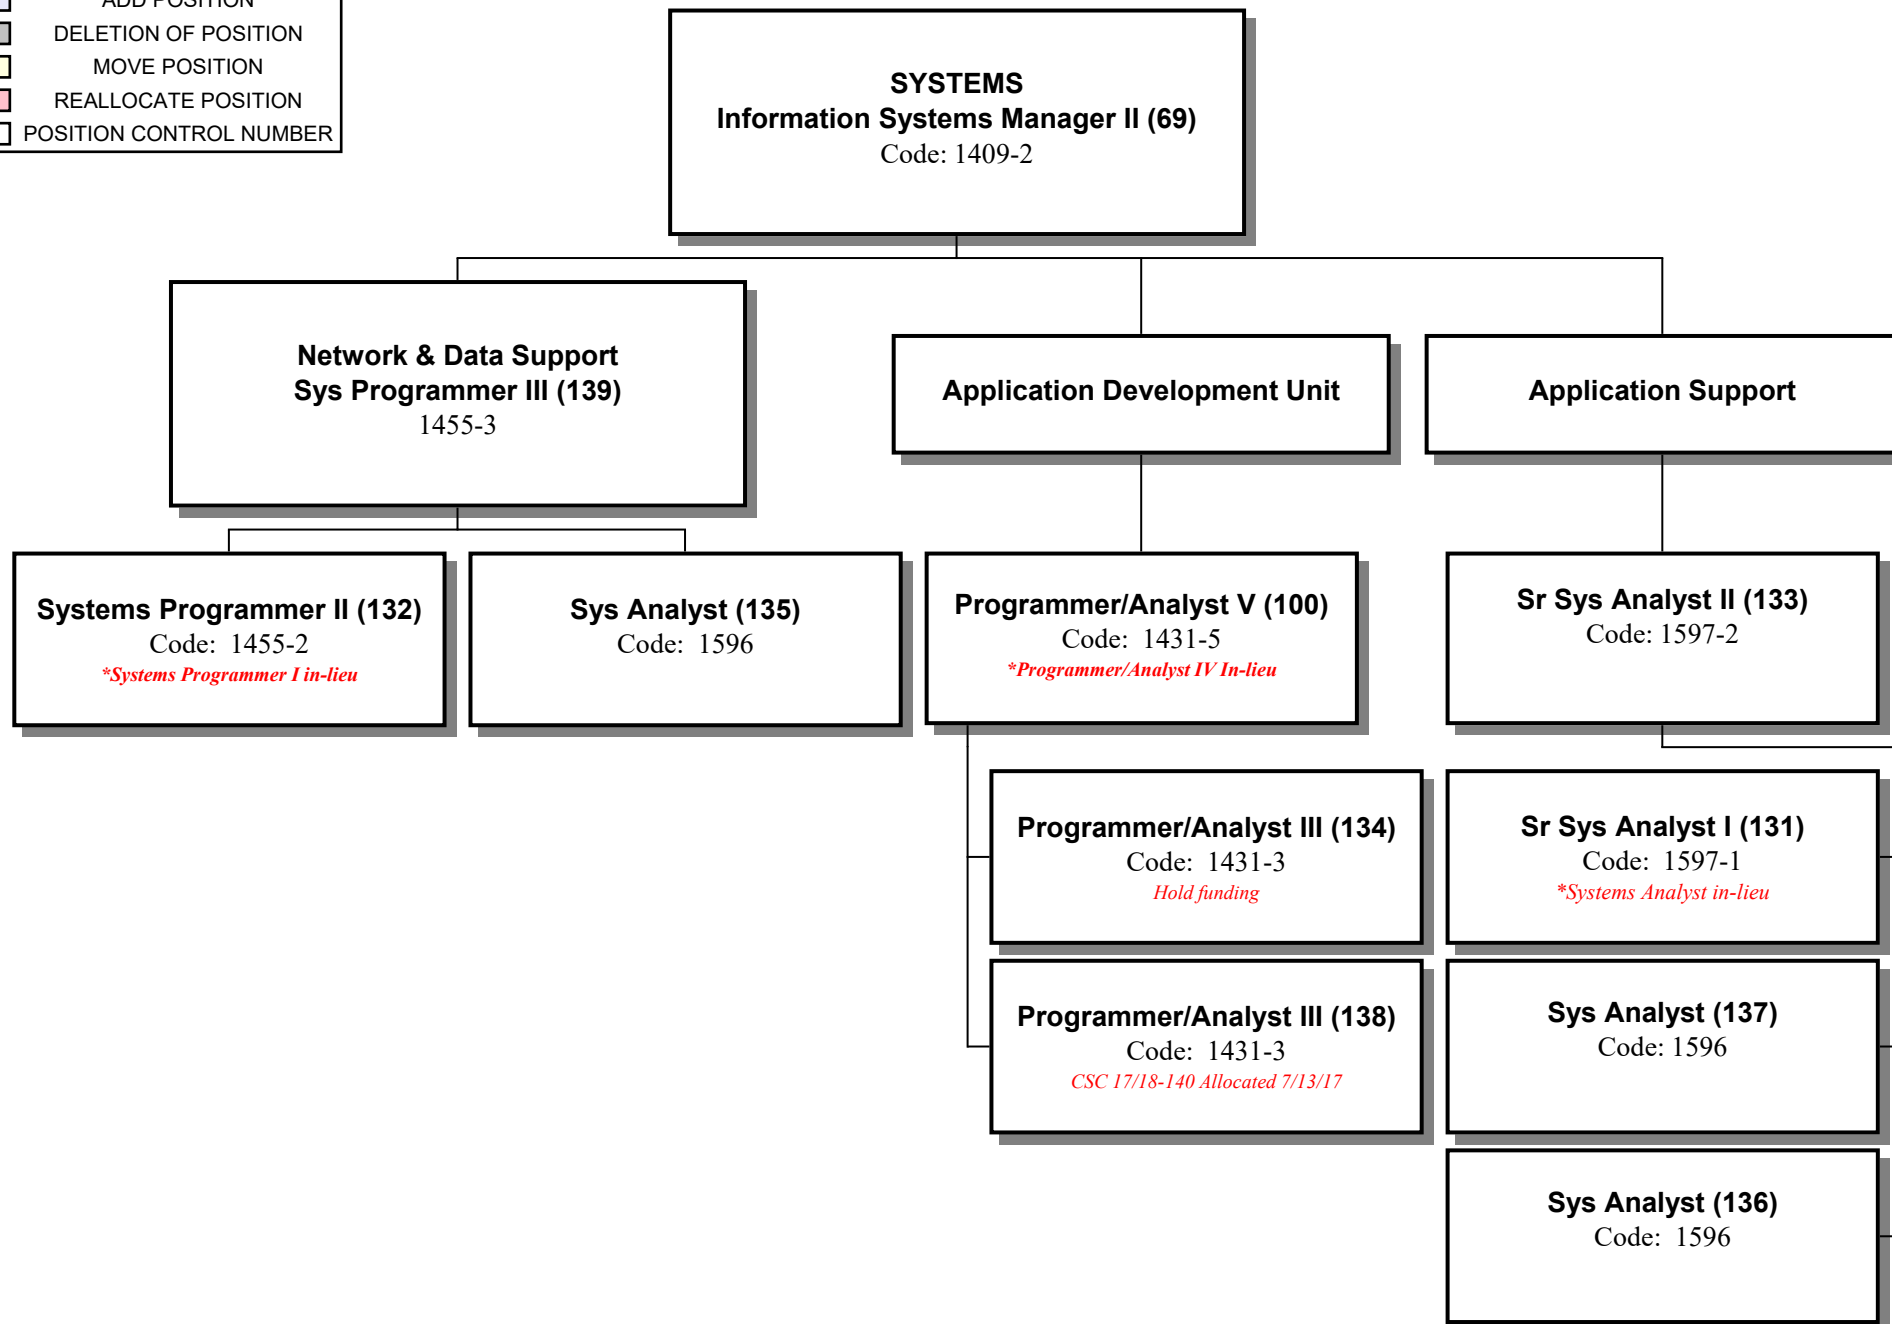 ADD POSITION
DELETION OF POSITION
MOVE POSITION
REALLOCATE POSITION
POSITION CONTROL NUMBER
SYSTEMS
Information Systems Manager II (69)
Code: 1409-2
Network & Data Support
Sys Programmer III (139)
1455-3
Application Development Unit
Application Support
Systems Programmer II (132)
Code: 1455-2
*Systems Programmer I in-lieu
Sys Analyst (135)
Code: 1596
Programmer/Analyst V (100)
Code: 1431-5
*Programmer/Analyst IV In-lieu
Sr Sys Analyst II (133)
Code: 1597-2
Programmer/Analyst III (134)
Code: 1431-3
Hold funding
Sr Sys Analyst I (131)
Code: 1597-1
*Systems Analyst in-lieu
Programmer/Analyst III (138)
Code: 1431-3
CSC 17/18-140 Allocated 7/13/17
Sys Analyst (137)
Code: 1596
Sys Analyst (136)
Code: 1596